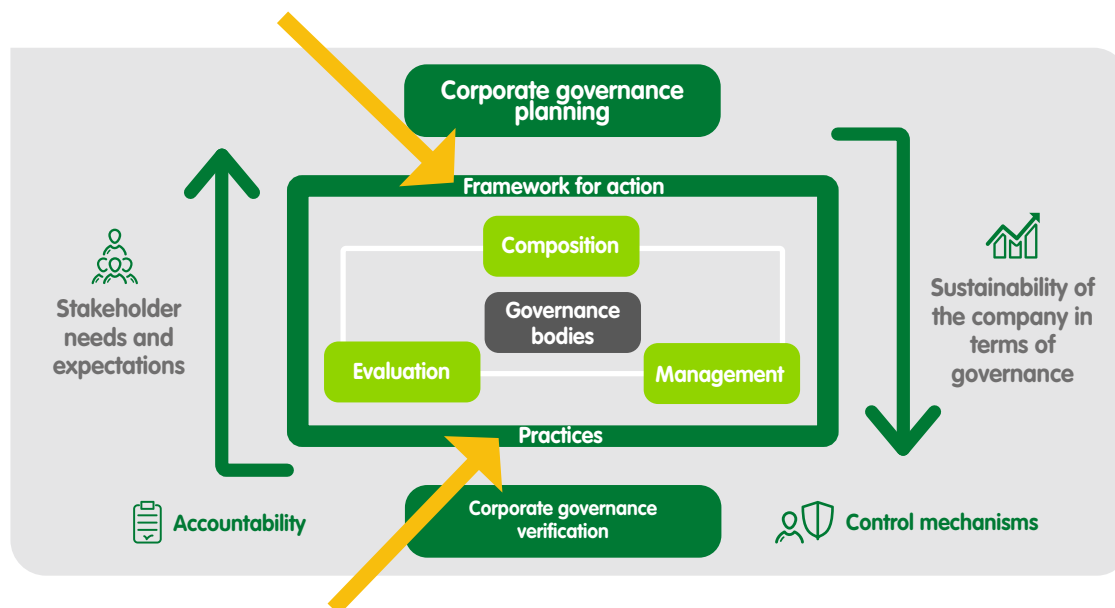 Corporate governance
planning
Framework for action
Composition
Governance
bodies
Evaluation
Management
Practices
Stakeholder
needs and
expectations
Sustainability of
the company in
terms of
governance
Accountability
Corporate governance
verification
Control mechanisms